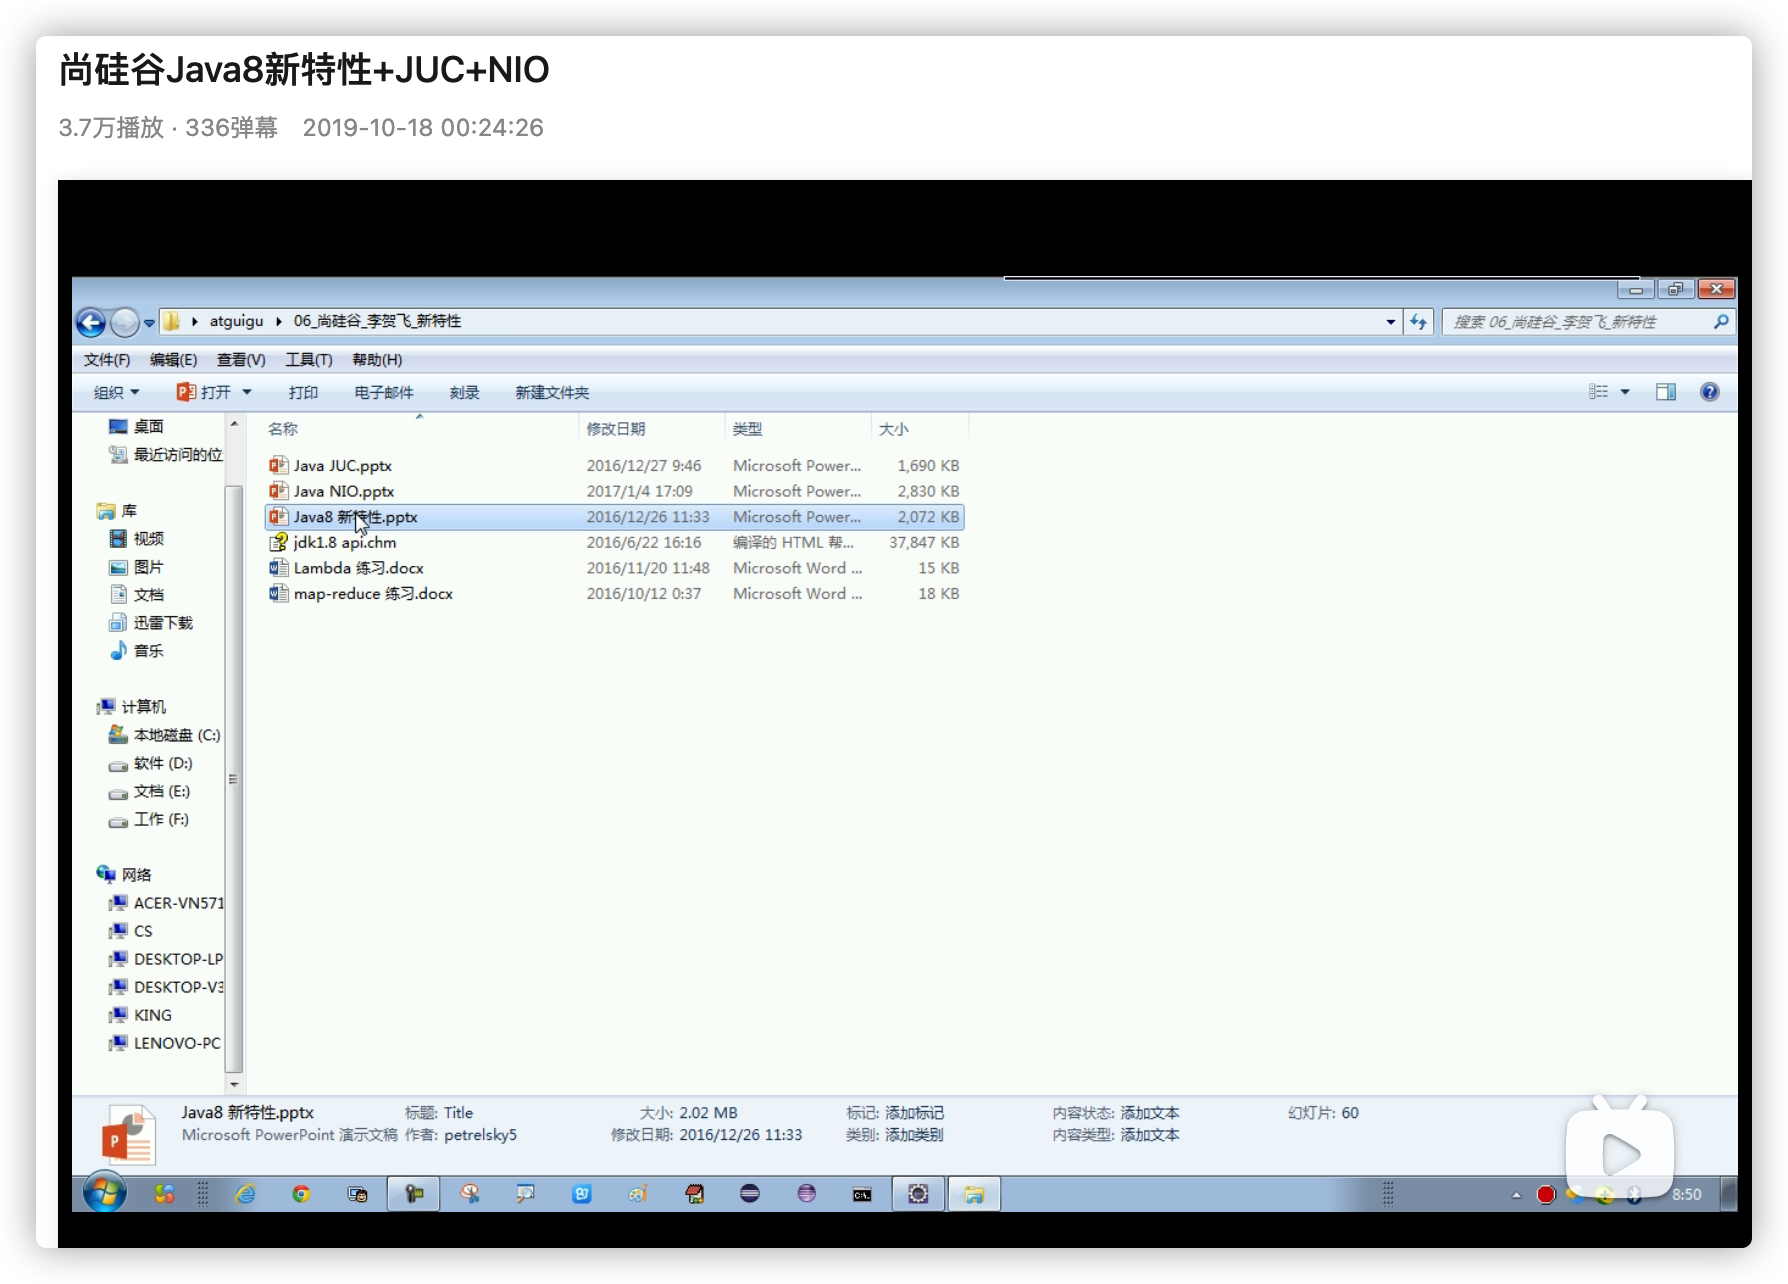 尚硅谷Java8新特性+JUC+NIO
3.7万播放 · 336弹幕 2019-10-18 00:24:26
atguigu 06_尚硅谷_李贺飞_新特性 搜索 06_尚硅谷_李贺飞_新特性
文件(F) 编辑(E) 查看(V) 工具(T) 帮助(H)
组织 打开 打印 电子邮件 刻录 新建文件夹
桌面
最近访问的位
库
视频
图片
文档
迅雷下载
音乐
计算机
本地磁盘 (C:)
软件 (D:)
文档 (E:)
工作 (F:)
网络
ACER-VN571
CS
DESKTOP-LP
DESKTOP-V3
KING
LENOVO-PC
名称 修改日期 类型 大小
Java JUC.pptx 2016/12/27 9:46 Microsoft Power... 1,690 KB
Java NIO.pptx 2017/1/4 17:09 Microsoft Power... 2,830 KB
Java8 新特性.pptx 2016/12/26 11:33 Microsoft Power... 2,072 KB
jdk1.8 api.chm 2016/6/22 16:16 编译的 HTML 帮... 37,847 KB
Lambda 练习.docx 2016/11/20 11:48 Microsoft Word ... 15 KB
map-reduce 练习.docx 2016/10/12 0:37 Microsoft Word ... 18 KB
Java8 新特性.pptx 标题: Title 大小: 2.02 MB 标记: 添加标记 内容状态: 添加文本 幻灯片: 60
Microsoft PowerPoint 演示文稿 作者: petrelsky5 修改日期: 2016/12/26 11:33 类别: 添加类别 内容类型: 添加文本
8:50